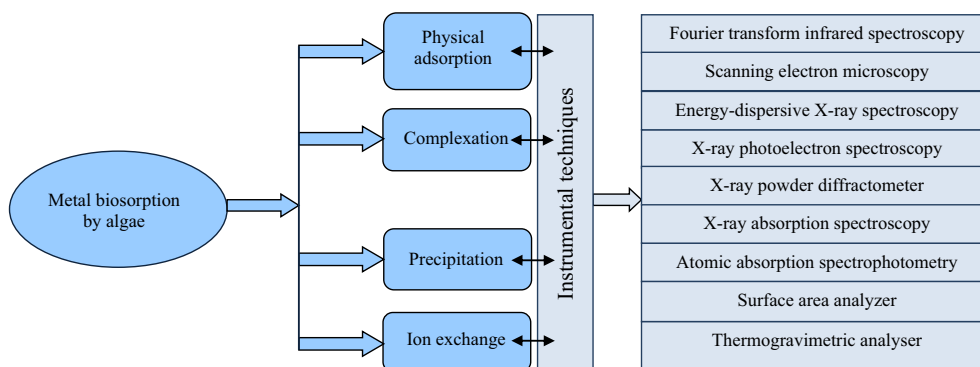 Metal biosorption
by algae
Physical
adsorption
Complexation
Precipitation
Ion exchange
Instrumental techniques
Fourier transform infrared spectroscopy
Scanning electron microscopy
Energy-dispersive X-ray spectroscopy
X-ray photoelectron spectroscopy
X-ray powder diffractometer
X-ray absorption spectroscopy
Atomic absorption spectrophotometry
Surface area analyzer
Thermogravimetric analyser